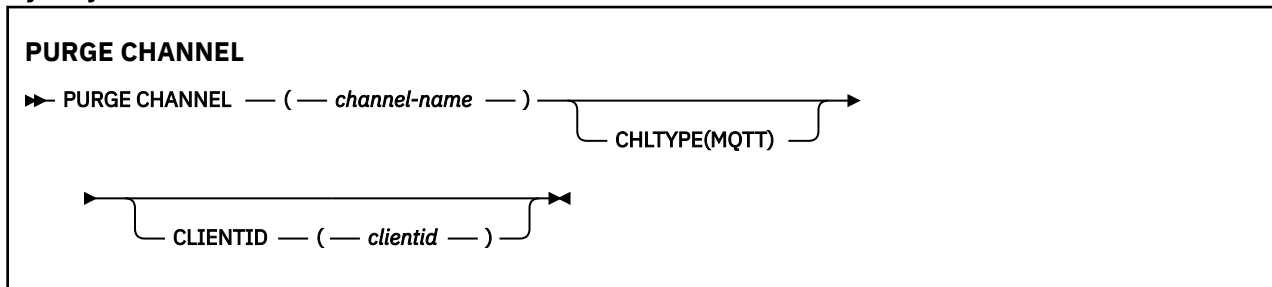 PURGE CHANNEL
PURGE CHANNEL ( channel-name )
CHLTYPE(MQTT)
CLIENTID ( clientid )